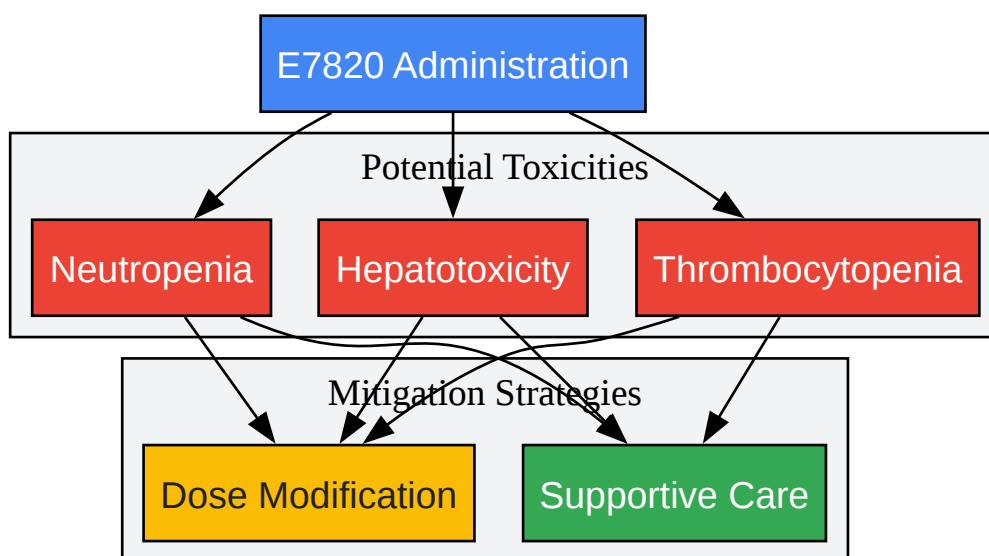 E7820 Administration
Potential Toxicities
Neutropenia
Hepatotoxicity
Thrombocytopenia
Mitigation Strategies
Dose Modification
Supportive Care